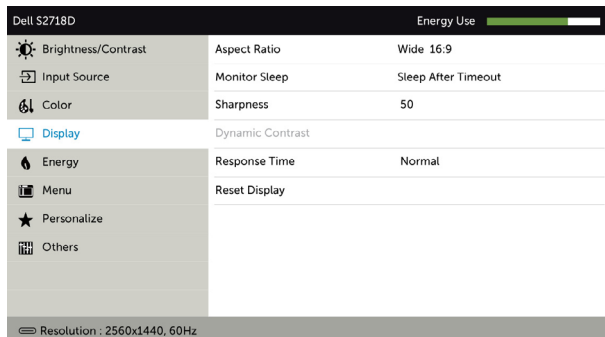 Dell S2718D Energy Use
Brightness/Contrast Aspect Ratio Wide 16:9
Input Source Monitor Sleep Sleep After Timeout
Color Sharpness 50
Display Dynamic Contrast
Energy Response Time Normal
Menu Reset Display
Personalize
Others
Resolution : 2560x1440, 60Hz